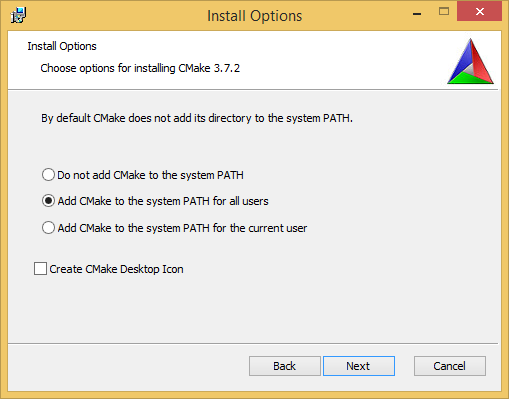 Install Options
Install Options
Choose options for installing CMake 3.7.2
By default CMake does not add its directory to the system PATH.
Do not add CMake to the system PATH
Add CMake to the system PATH for all users
Add CMake to the system PATH for the current user
Create CMake Desktop Icon
Back Next Cancel